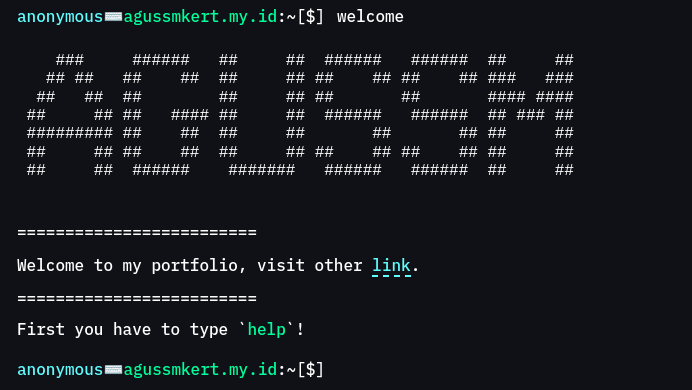 anonymous⌨️agussmkert.my.id:~[$] welcome
   ###     ######   ##     ##  ######   ######  ##     ##
  ## ##   ##    ##  ##     ## ##    ## ##    ## ###   ###
 ##   ##  ##        ##     ## ##       ##       #### ####
##     ## ##   #### ##     ##  ######   ######  ## ### ##
######### ##    ##  ##     ##       ##       ## ##     ##
##     ## ##    ##  ##     ## ##    ## ##    ## ##     ##
##     ##  ######    #######   ######   ######  ##     ##
=========================
Welcome to my portfolio, visit other link.
=========================
First you have to type `help`!
anonymous⌨️agussmkert.my.id:~[$]